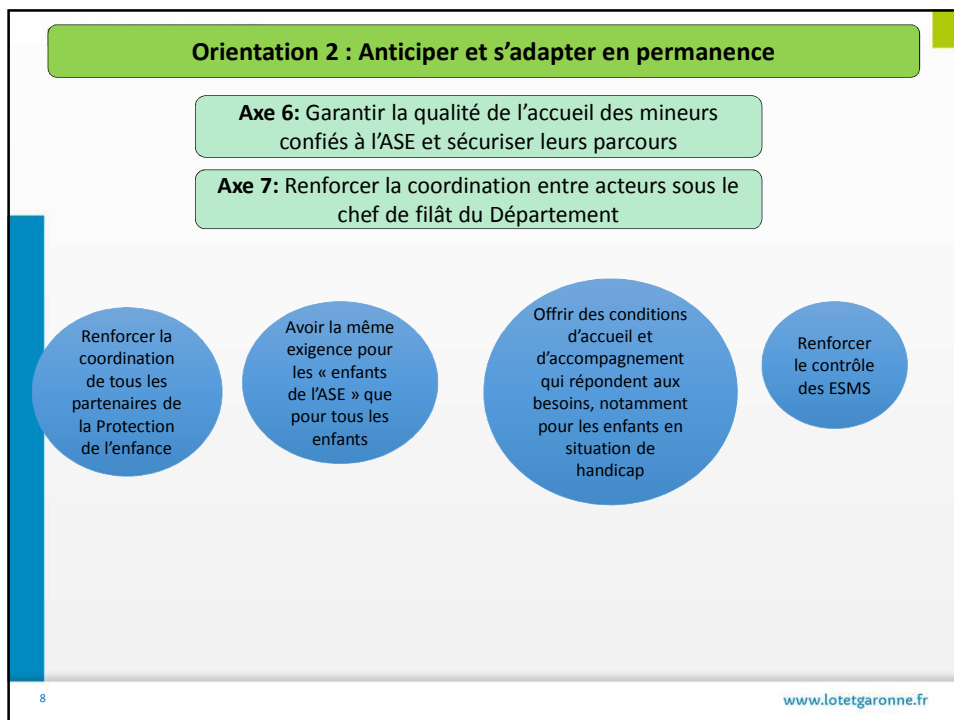 Orientation 2 : Anticiper et s’adapter en permanence
Axe 6: Garantir la qualité de l’accueil des mineurs
confiés à l’ASE et sécuriser leurs parcours
Axe 7: Renforcer la coordination entre acteurs sous le
chef de filât du Département
Renforcer la
coordination
de tous les
partenaires de
la Protection
de l’enfance
Avoir la même
exigence pour
les « enfants
de l’ASE » que
pour tous les
enfants
Offrir des conditions
d’accueil et
d’accompagnement
qui répondent aux
besoins, notamment
pour les enfants en
situation de
handicap
Renforcer
le contrôle
des ESMS
8
www.lotetgaronne.fr